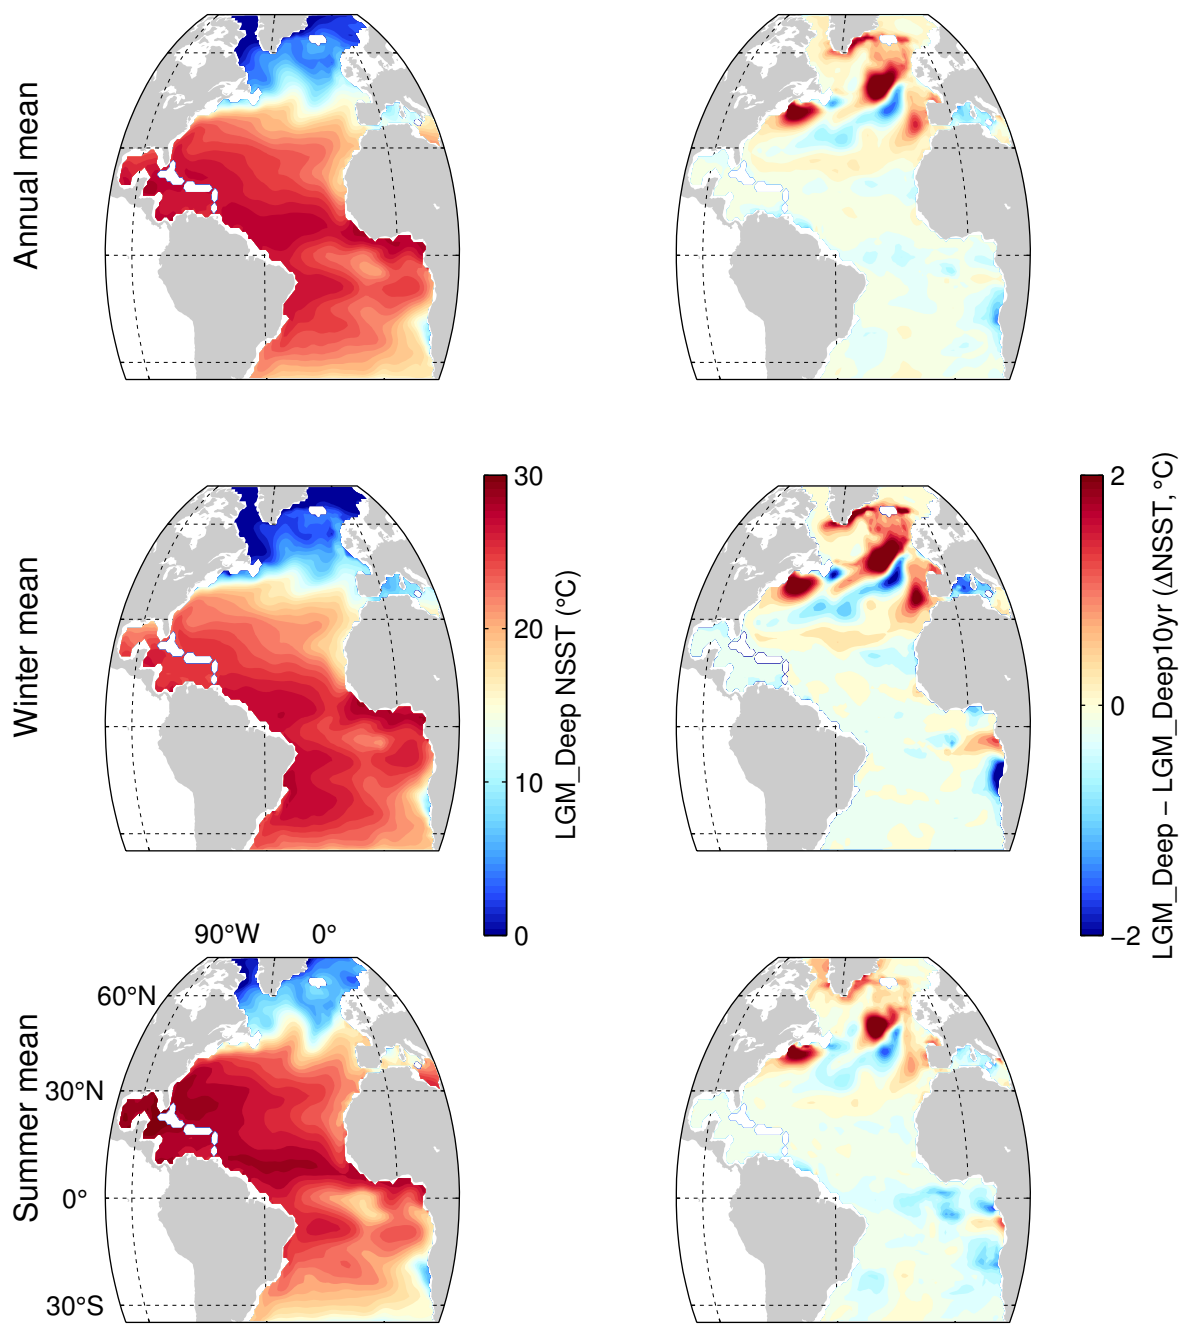 Annual mean
Winter mean
30
20
10
0
LGM_Deep NSST (°C)
2
0
−2
LGM_Deep − LGM_Deep10yr (ΔNSST, °C)
90°W 0°
60°N
Summer mean
30°N
0°
30°S